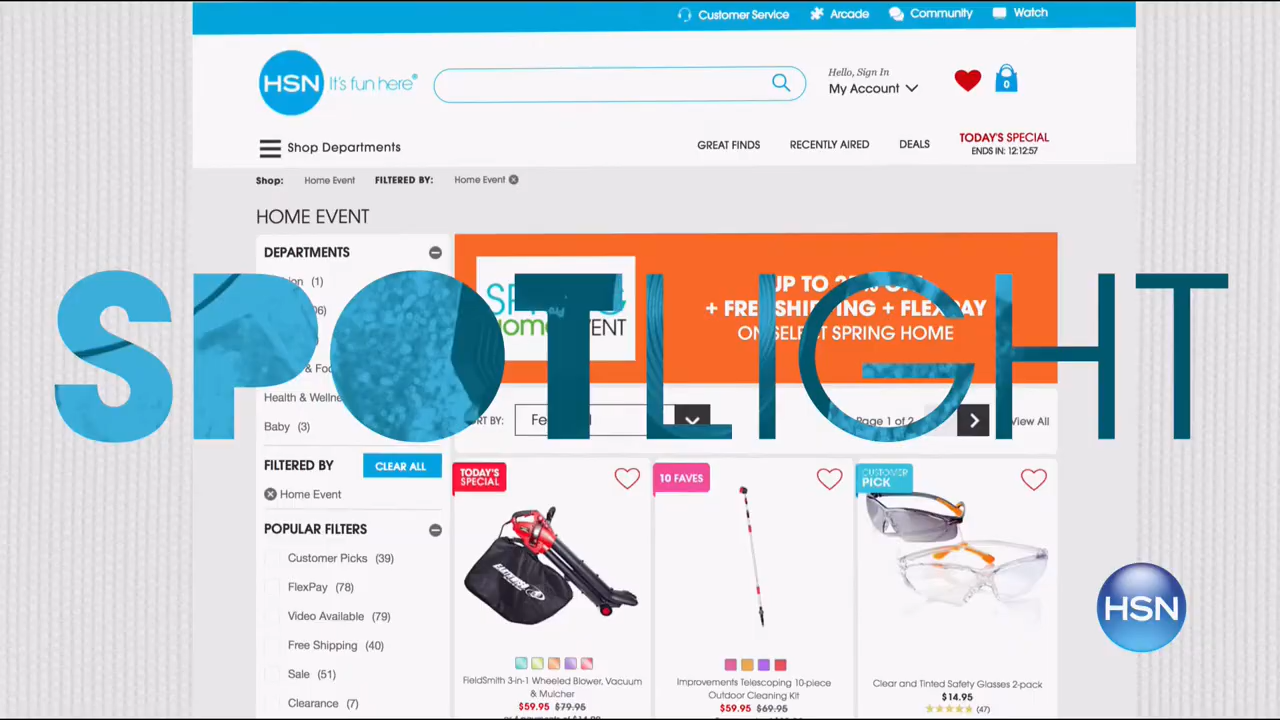 Customer Service Arcade Community Watch
HSN It's fun here®
Hello, Sign In
My Account
0
Shop Departments
GREAT FINDS RECENTLY AIRED DEALS TODAY'S SPECIAL
ENDS IN: 12:12:57
Shop: Home Event FILTERED BY: Home Event
HOME EVENT
DEPARTMENTS
(1)
SPOTLIGHT
UP TO
+ FREE SHIPPING + FLEXPAY
ON SELECT SPRING HOME
EVENT
Health &
Baby (3)
BY:
Page 1 of 2
View All
FILTERED BY
CLEAR ALL
Home Event
POPULAR FILTERS
Customer Picks (39)
FlexPay (78)
Video Available (79)
Free Shipping (40)
Sale (51)
Clearance (7)
TODAY'S
SPECIAL
FieldSmith 3-in-1 Wheeled Blower, Vacuum
& Mulcher
$59.95 $79.95
10 FAVES
Improvements Telescoping 10-piece
Outdoor Cleaning Kit
$59.95 $69.95
CUSTOMER
PICK
Clear and Tinted Safety Glasses 2-pack
$14.95
(47)
HSN